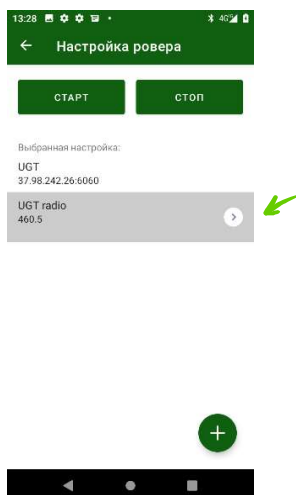 13:28 4G
Настройка ровера
СТАРТ СТОП
Выбранная настройка:
UGT
37.98.242.26:6060
UGT radio
460.5